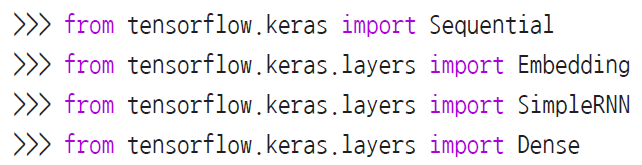 >>> from tensorflow.keras import Sequential
>>> from tensorflow.keras.layers import Embedding
>>> from tensorflow.keras.layers import SimpleRNN
>>> from tensorflow.keras.layers import Dense